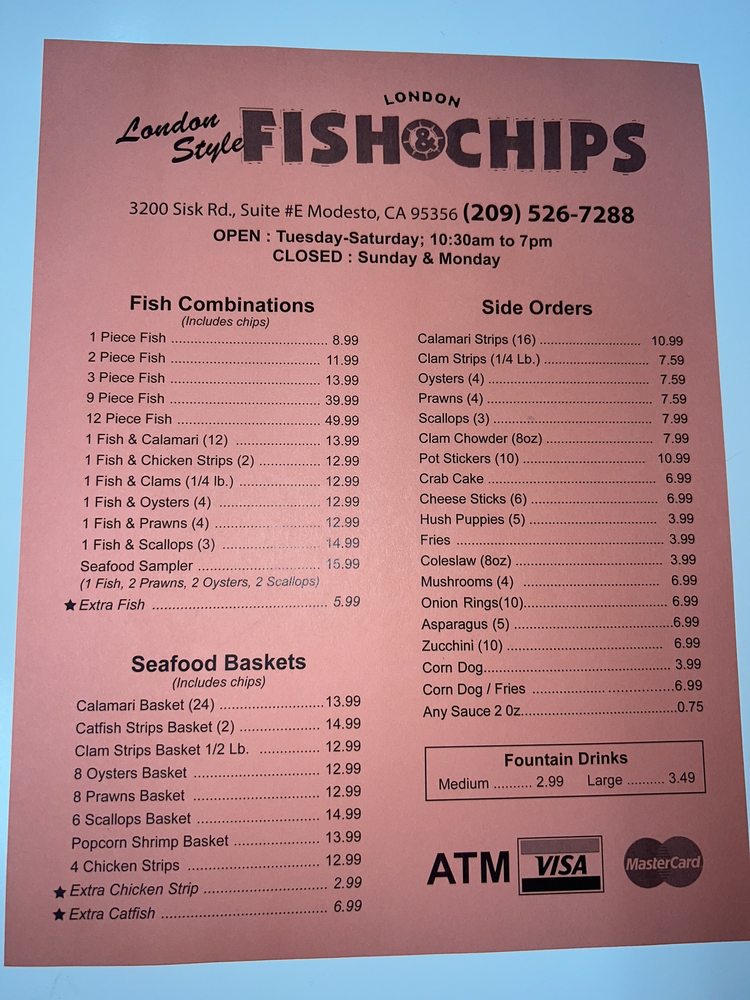 LONDON
London Style FISH & CHIPS
3200 Sisk Rd., Suite #E Modesto, CA 95356 (209) 526-7288
OPEN : Tuesday-Saturday; 10:30am to 7pm
CLOSED : Sunday & Monday
Fish Combinations
(Includes chips)
1 Piece Fish 8.99
2 Piece Fish 11.99
3 Piece Fish 13.99
9 Piece Fish 39.99
12 Piece Fish 49.99
1 Fish & Calamari (12) 13.99
1 Fish & Chicken Strips (2) 12.99
1 Fish & Clams (1/4 lb.) 12.99
1 Fish & Oysters (4) 12.99
1 Fish & Prawns (4) 12.99
1 Fish & Scallops (3) 14.99
Seafood Sampler 15.99
(1 Fish, 2 Prawns, 2 Oysters, 2 Scallops)
★ Extra Fish 5.99
Seafood Baskets
(Includes chips)
Calamari Basket (24) 13.99
Catfish Strips Basket (2) 14.99
Clam Strips Basket 1/2 Lb. 12.99
8 Oysters Basket 12.99
8 Prawns Basket 12.99
6 Scallops Basket 14.99
Popcorn Shrimp Basket 13.99
4 Chicken Strips 12.99
★ Extra Chicken Strip 2.99
★ Extra Catfish 6.99
Side Orders
Calamari Strips (16) 10.99
Clam Strips (1/4 Lb.) 7.59
Oysters (4) 7.59
Prawns (4) 7.59
Scallops (3) 7.99
Clam Chowder (8oz) 7.99
Pot Stickers (10) 10.99
Crab Cake 6.99
Cheese Sticks (6) 6.99
Hush Puppies (5) 3.99
Fries 3.99
Coleslaw (8oz) 3.99
Mushrooms (4) 6.99
Onion Rings(10) 6.99
Asparagus (5) 6.99
Zucchini (10) 6.99
Corn Dog 3.99
Corn Dog / Fries 6.99
Any Sauce 2 0z 0.75
Fountain Drinks
Medium 2.99 Large 3.49
ATM VISA MasterCard